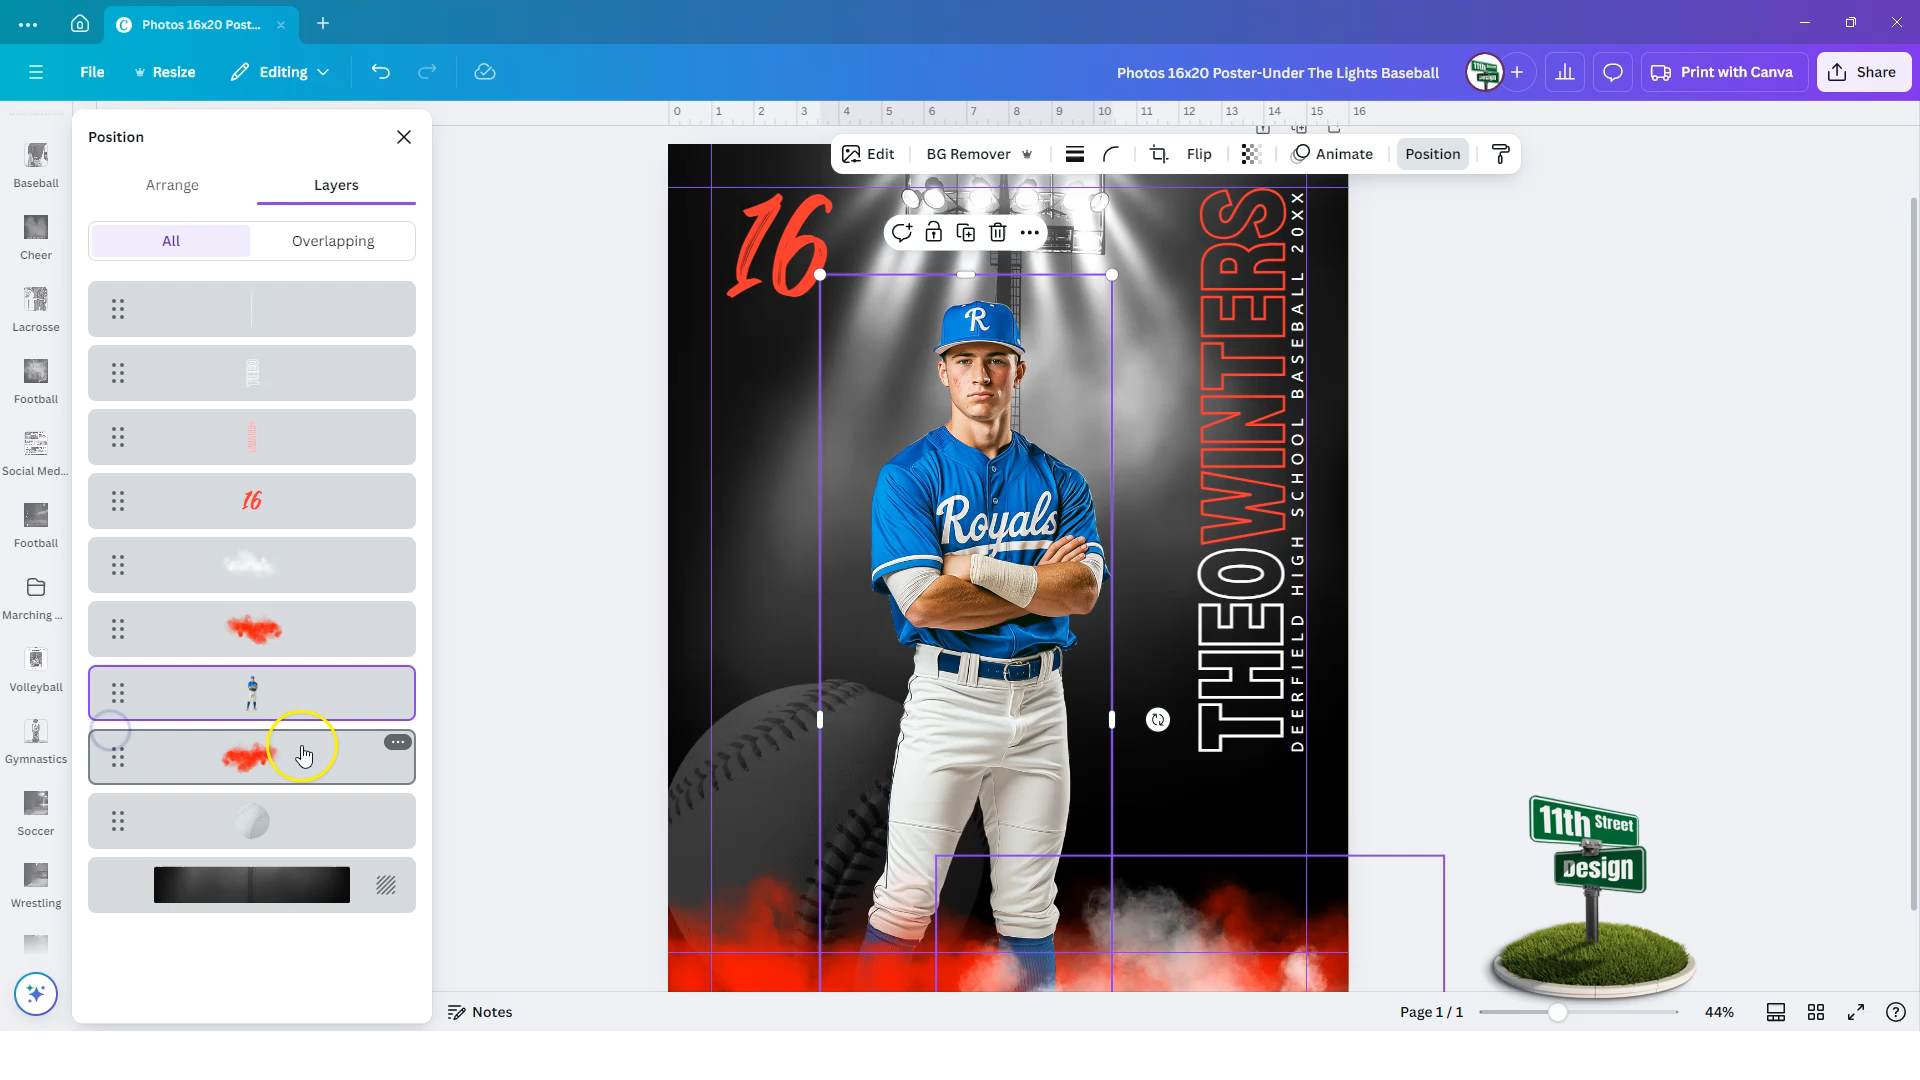 Photos 16x20 Post...
File
Resize
Editing
Photos 16x20 Poster-Under The Lights Baseball
Print with Canva
Share
Position
Arrange
Layers
All
Overlapping
Baseball
Cheer
Lacrosse
Football
Social Med...
Football
Marching ...
Volleyball
Gymnastics
Soccer
Wrestling
0 1 2 3 4 5 6 7 8 9 10 11 12 13 14 15 16
Edit
BG Remover
Flip
Animate
Position
16
16
R
Royals
THEOWINTERS
DEERFIELD HIGH SCHOOL BASEBALL 20XX
THEO
11th Street
Design
Notes
Page 1 / 1
44%